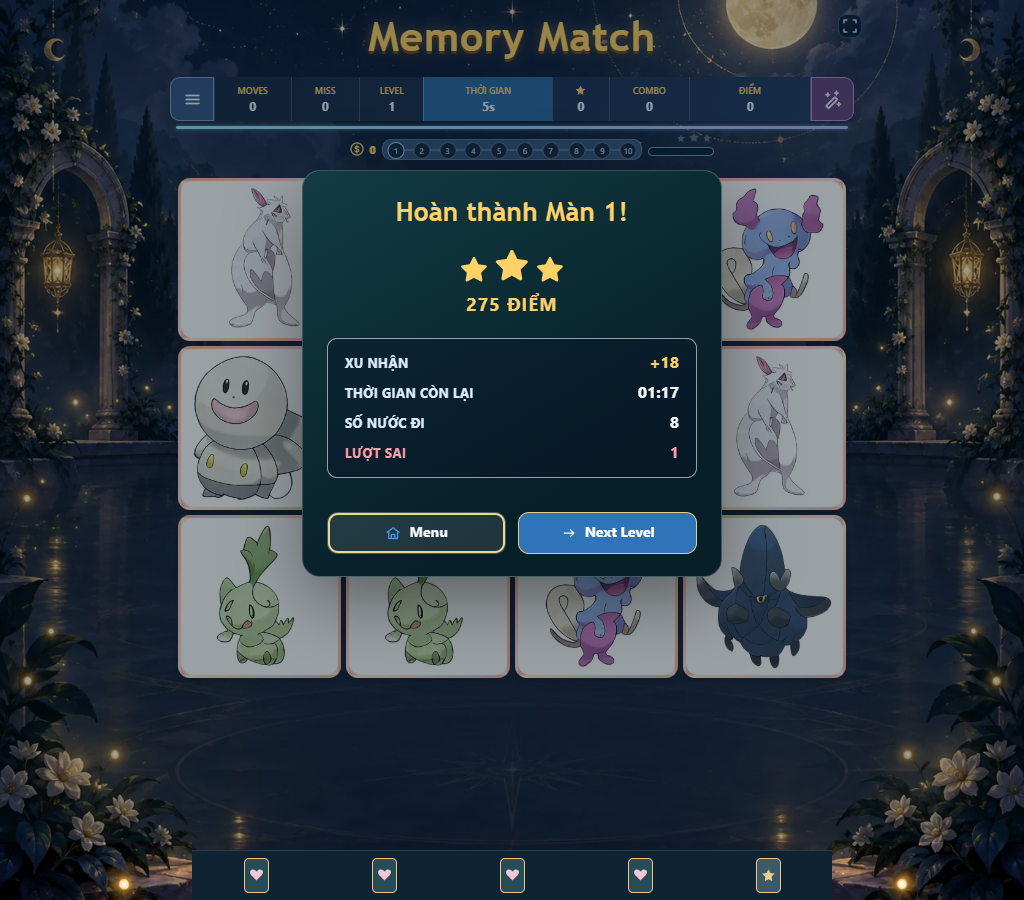 Memory Match
MOVES MISS LEVEL THỜI GIAN COMBO ĐIỂM
0 0 1 5s 0 0 0
$ 0 1 2 3 4 5 6 7 8 9 10
Hoàn thành Màn 1!
275 ĐIỂM
XU NHẬN +18
THỜI GIAN CÒN LẠI 01:17
SỐ NƯỚC ĐI 8
LƯỢT SAI 1
Menu Next Level